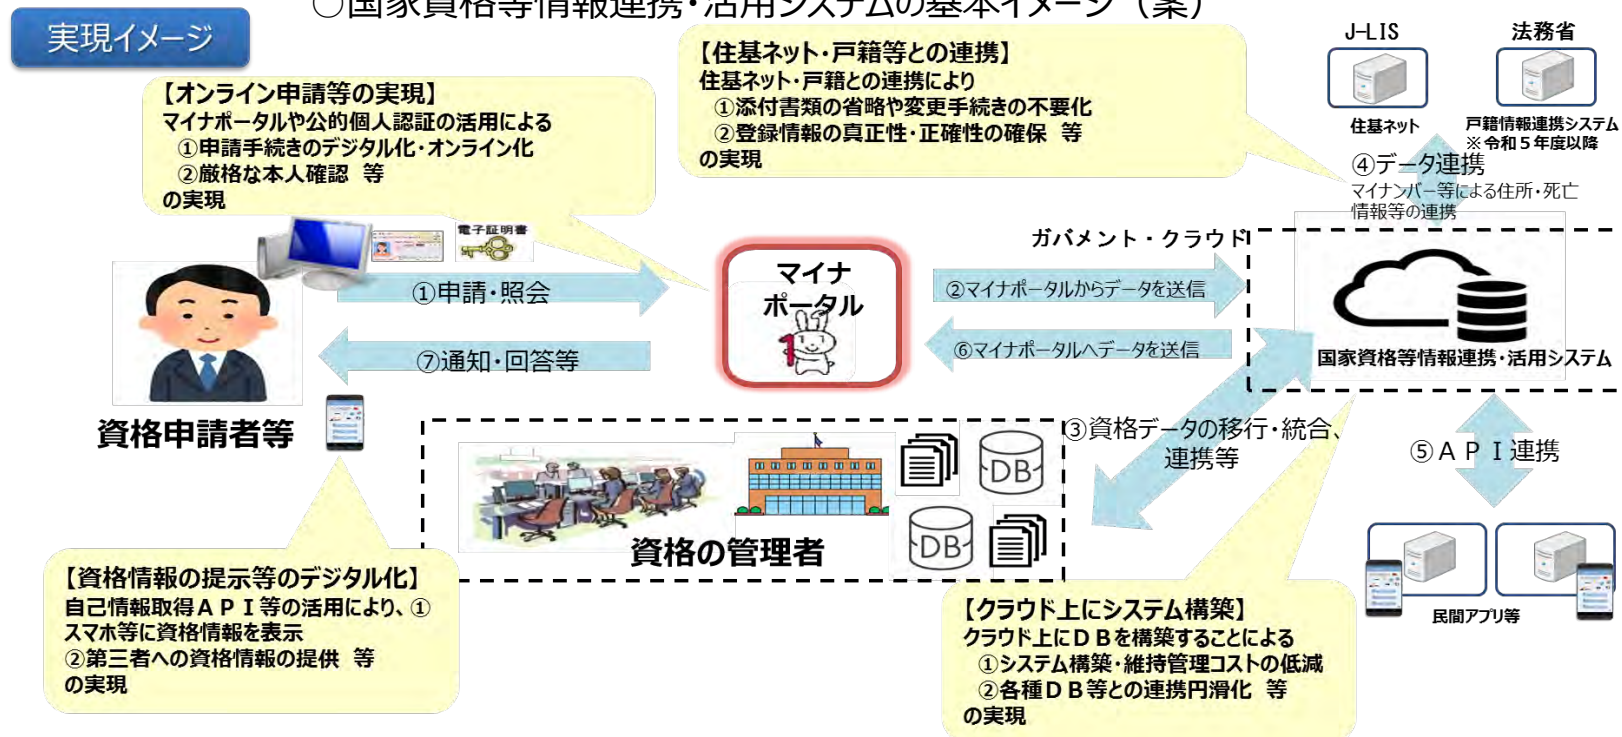 ○国家資格等情報連携・活用システムの基本イメージ（案）
実現イメージ
【オンライン申請等の実現】
マイナポータルや公的個人認証の活用による
①申請手続きのデジタル化・オンライン化
②厳格な本人確認 等
の実現
【住基ネット・戸籍等との連携】
住基ネット・戸籍との連携により
①添付書類の省略や変更手続きの不要化
②登録情報の真正性・正確性の確保 等
の実現
J-LIS
法務省
住基ネット
戸籍情報連携システム
※令和５年度以降
④データ連携
マイナンバー等による住所・死亡
情報等の連携
電子証明書
ガバメント・クラウド
①申請・照会
マイナ
ポータル
1
②マイナポータルからデータを送信
⑥マイナポータルへデータを送信
⑦通知・回答等
国家資格等情報連携・活用システム
資格申請者等
③資格データの移行・統合、
連携等
⑤ＡＰＩ連携
DB
DB
資格の管理者
民間アプリ等
【資格情報の提示等のデジタル化】
自己情報取得ＡＰＩ等の活用により、①
スマホ等に資格情報を表示
②第三者への資格情報の提供 等
の実現
【クラウド上にシステム構築】
クラウド上にＤＢを構築することによる
①システム構築・維持管理コストの低減
②各種ＤＢ等との連携円滑化 等
の実現